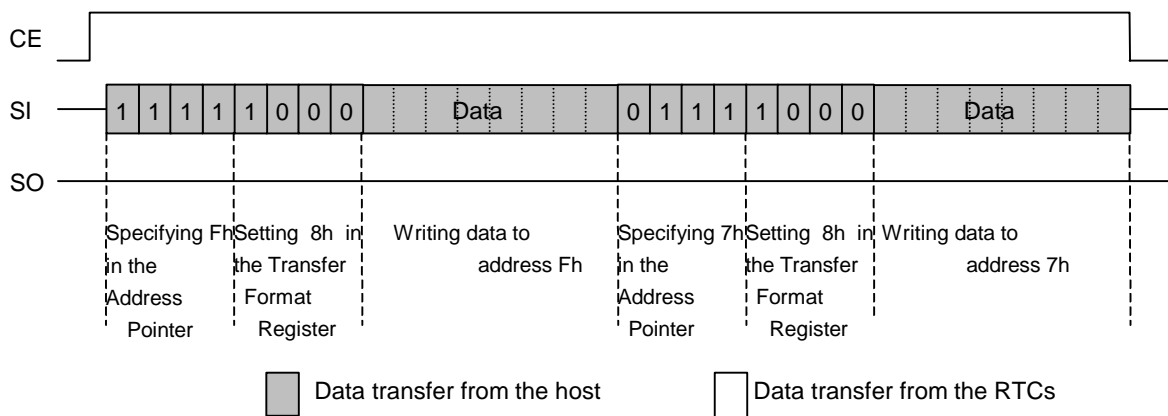 CE
SI 1 1 1 1 1 0 0 0 Data 0 1 1 1 1 0 0 0 Data
SO
Specifying Fh Setting 8h in Writing data to Specifying 7h Setting 8h in Writing data to
in the the Transfer address Fh in the the Transfer address 7h
Address Format Address Format
Pointer Register Pointer Register
Data transfer from the host Data transfer from the RTCs